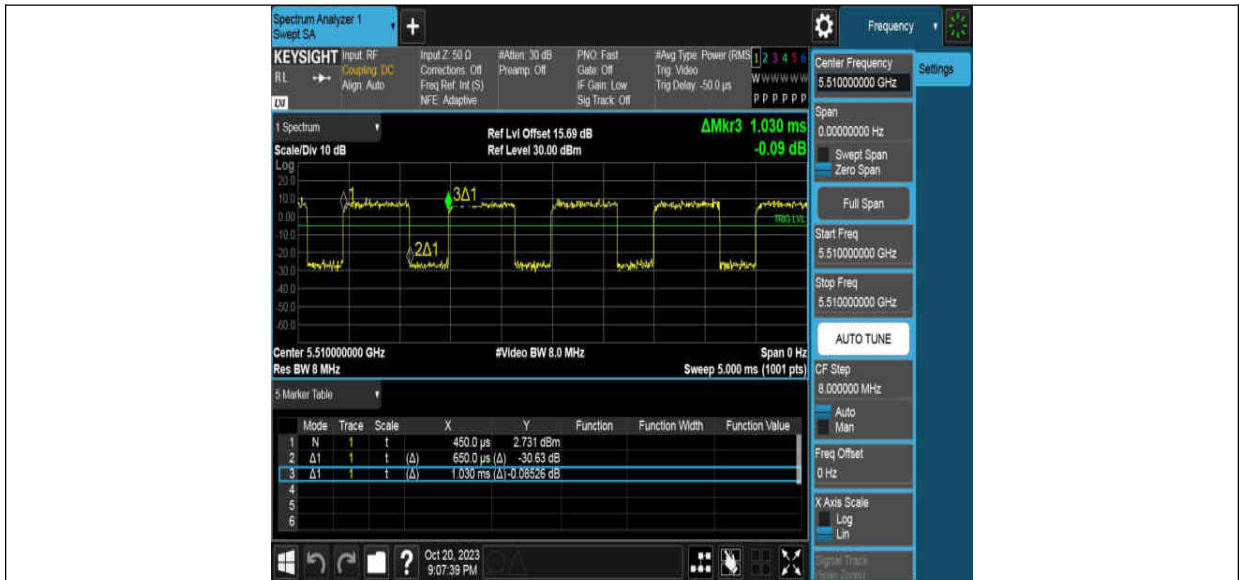 Spectrum Analyzer 1
Swept SA
Frequency
KEYSIGHT
Input: RF
Input Z: 50 Ω
#Atten: 30 dB
PNO: Fast
#Avg Type: Power (RMS
1 2 3 4 5 6
RL
Coupling: DC
Corrections: Off
Preamp: Off
Gate: Off
Trig: Video
W W W W W W
Align: Auto
Freq Ref: Int (S)
IF Gain: Low
Trig Delay: -50.0 µs
P P P P P P
LXI
NFE: Adaptive
Sig Track: Off
Center Frequency
5.510000000 GHz
Settings
1 Spectrum
Scale/Div 10 dB
Ref Lvl Offset 15.69 dB
Ref Level 30.00 dBm
ΔMkr3 1.030 ms
-0.09 dB
Log
20.0
10.0
0.00
-10.0
-20.0
-30.0
-40.0
-50.0
-60.0
1
3Δ1
2Δ1
TRIG LVL
Span
0.00000000 Hz
Swept Span
Zero Span
Full Span
Start Freq
5.510000000 GHz
Stop Freq
5.510000000 GHz
AUTO TUNE
Center 5.510000000 GHz
#Video BW 8.0 MHz
Span 0 Hz
Res BW 8 MHz
Sweep 5.000 ms (1001 pts)
CF Step
8.000000 MHz
Auto
Man
5 Marker Table
Mode Trace Scale X Y Function Function Width Function Value
1 N 1 t 450.0 µs 2.731 dBm
2 Δ1 1 t (Δ) 650.0 µs (Δ) -30.63 dB
3 Δ1 1 t (Δ) 1.030 ms (Δ) -0.08526 dB
4
5
6
Freq Offset
0 Hz
X Axis Scale
Log
Lin
Signal Track
(Span Zoom)
?
Oct 20, 2023
9:07:39 PM